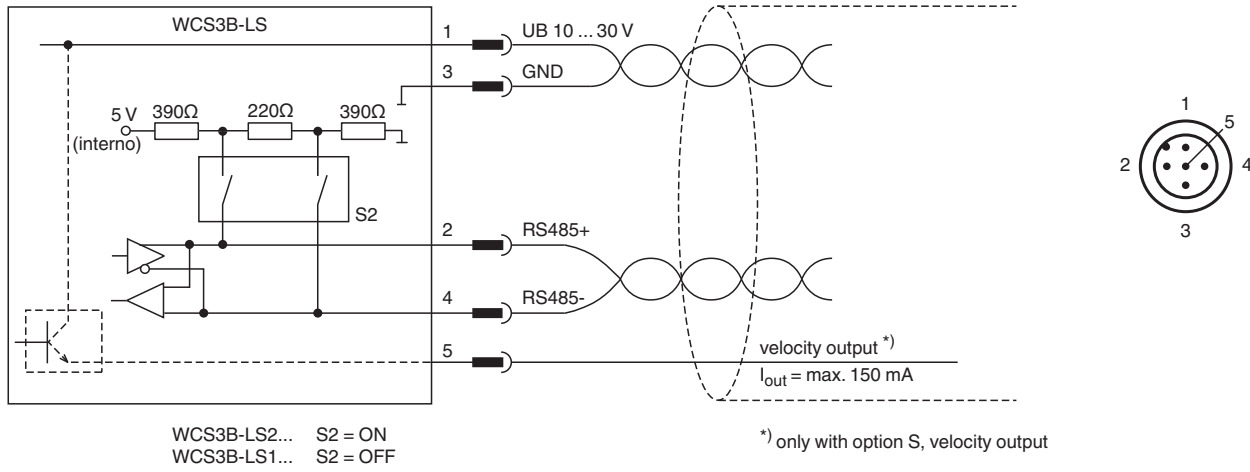 WCS3B-LS
1
UB 10 ... 30 V
3
GND
5 V
(interno)
390Ω
220Ω
390Ω
S2
2
RS485+
4
RS485-
5
velocity output *)
Iout = max. 150 mA
WCS3B-LS2... S2 = ON
WCS3B-LS1... S2 = OFF
*) only with option S, velocity output
1
5
2
4
3